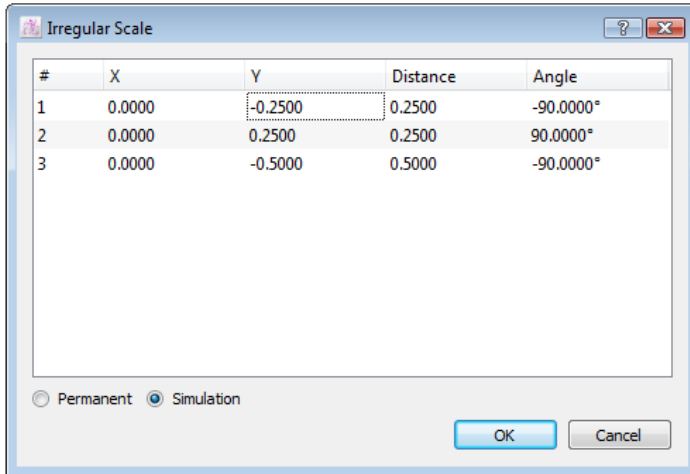 Irregular Scale
# X Y Distance Angle
1 0.0000 -0.2500 0.2500 -90.0000°
2 0.0000 0.2500 0.2500 90.0000°
3 0.0000 -0.5000 0.5000 -90.0000°
Permanent Simulation
OK Cancel